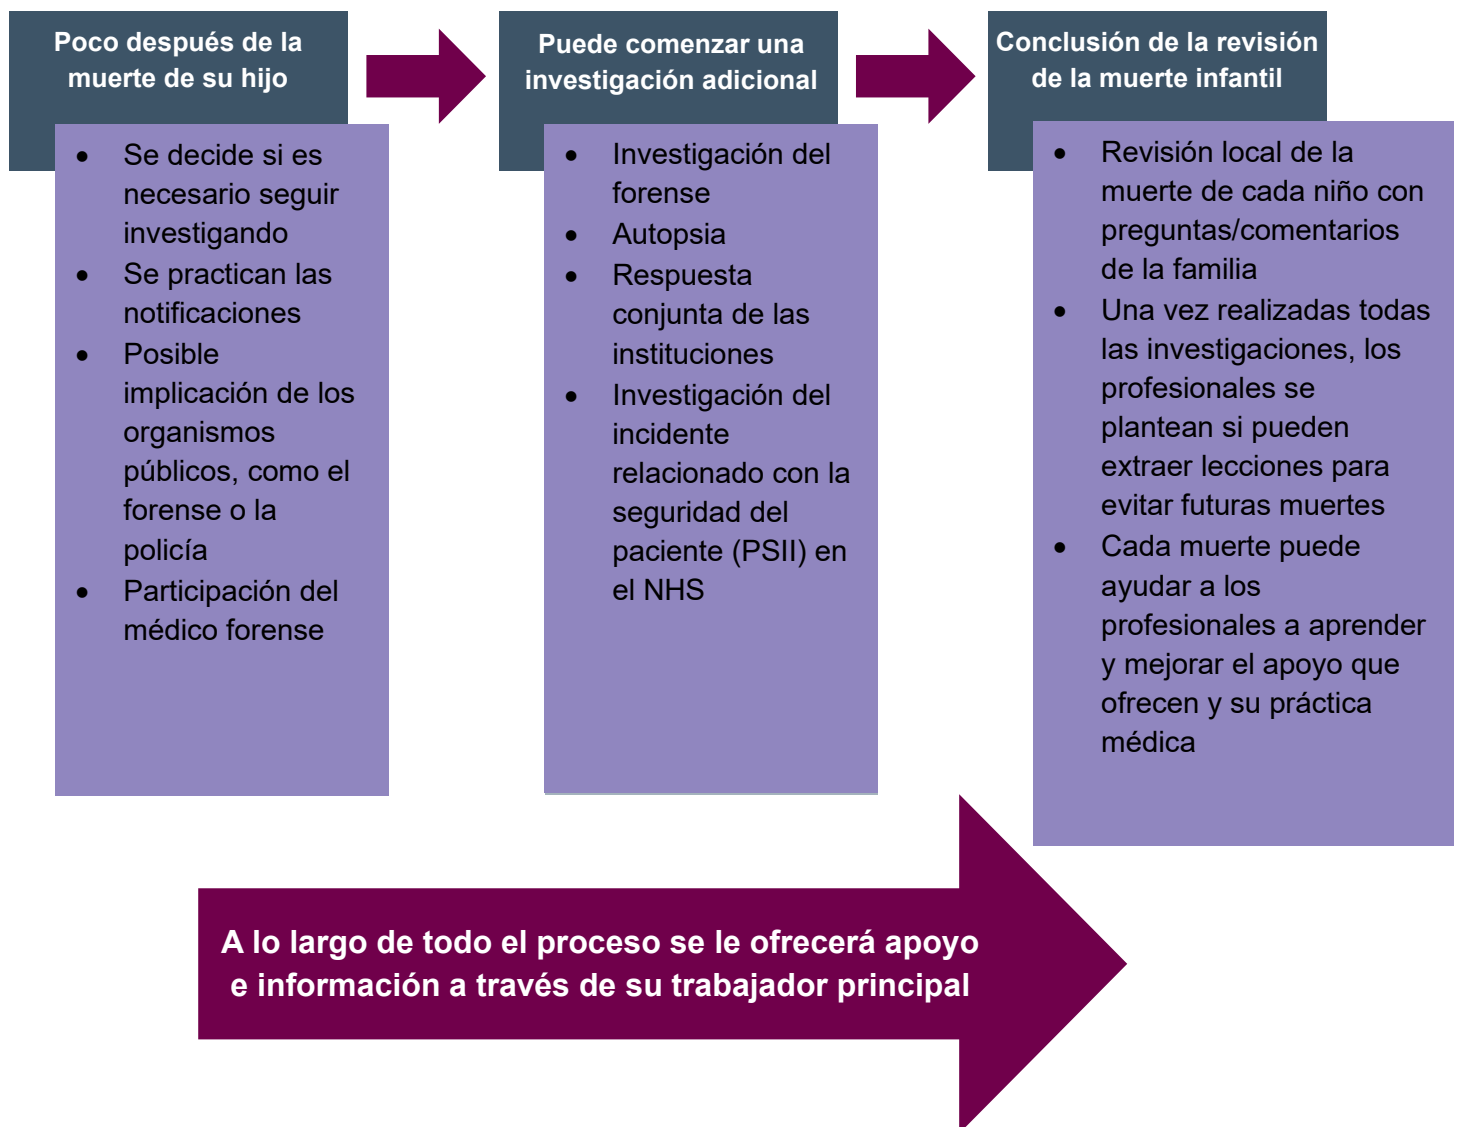 Poco después de la
muerte de su hijo
Puede comenzar una
investigación adicional
Conclusión de la revisión
de la muerte infantil
• Se decide si es
necesario seguir
investigando
• Se practican las
notificaciones
• Posible
implicación de los
organismos
públicos, como el
forense o la
policía
• Participación del
médico forense
• Investigación del
forense
• Autopsia
• Respuesta
conjunta de las
instituciones
• Investigación del
incidente
relacionado con la
seguridad del
paciente (PSII) en
el NHS
• Revisión local de la
muerte de cada niño con
preguntas/comentarios
de la familia
• Una vez realizadas todas
las investigaciones, los
profesionales se
plantean si pueden
extraer lecciones para
evitar futuras muertes
• Cada muerte puede
ayudar a los
profesionales a aprender
y mejorar el apoyo que
ofrecen y su práctica
médica
A lo largo de todo el proceso se le ofrecerá apoyo
e información a través de su trabajador principal